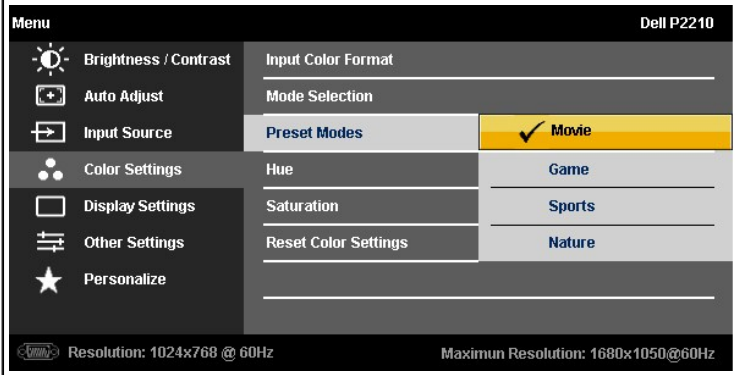 Menu Dell P2210
Brightness / Contrast Input Color Format
Auto Adjust Mode Selection
Input Source Preset Modes Movie
Color Settings Hue Game
Display Settings Saturation Sports
Other Settings Reset Color Settings Nature
Personalize
Resolution: 1024x768 @ 60Hz Maximun Resolution: 1680x1050@60Hz